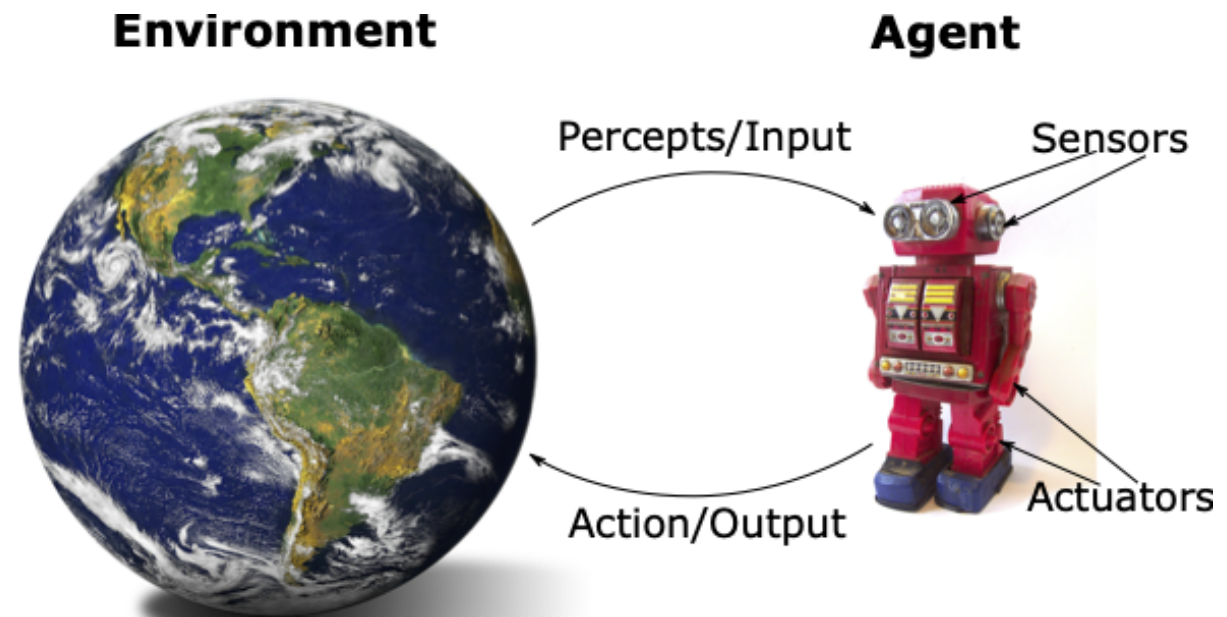 Environment
Agent
Percepts/Input
Sensors
Action/Output
Actuators